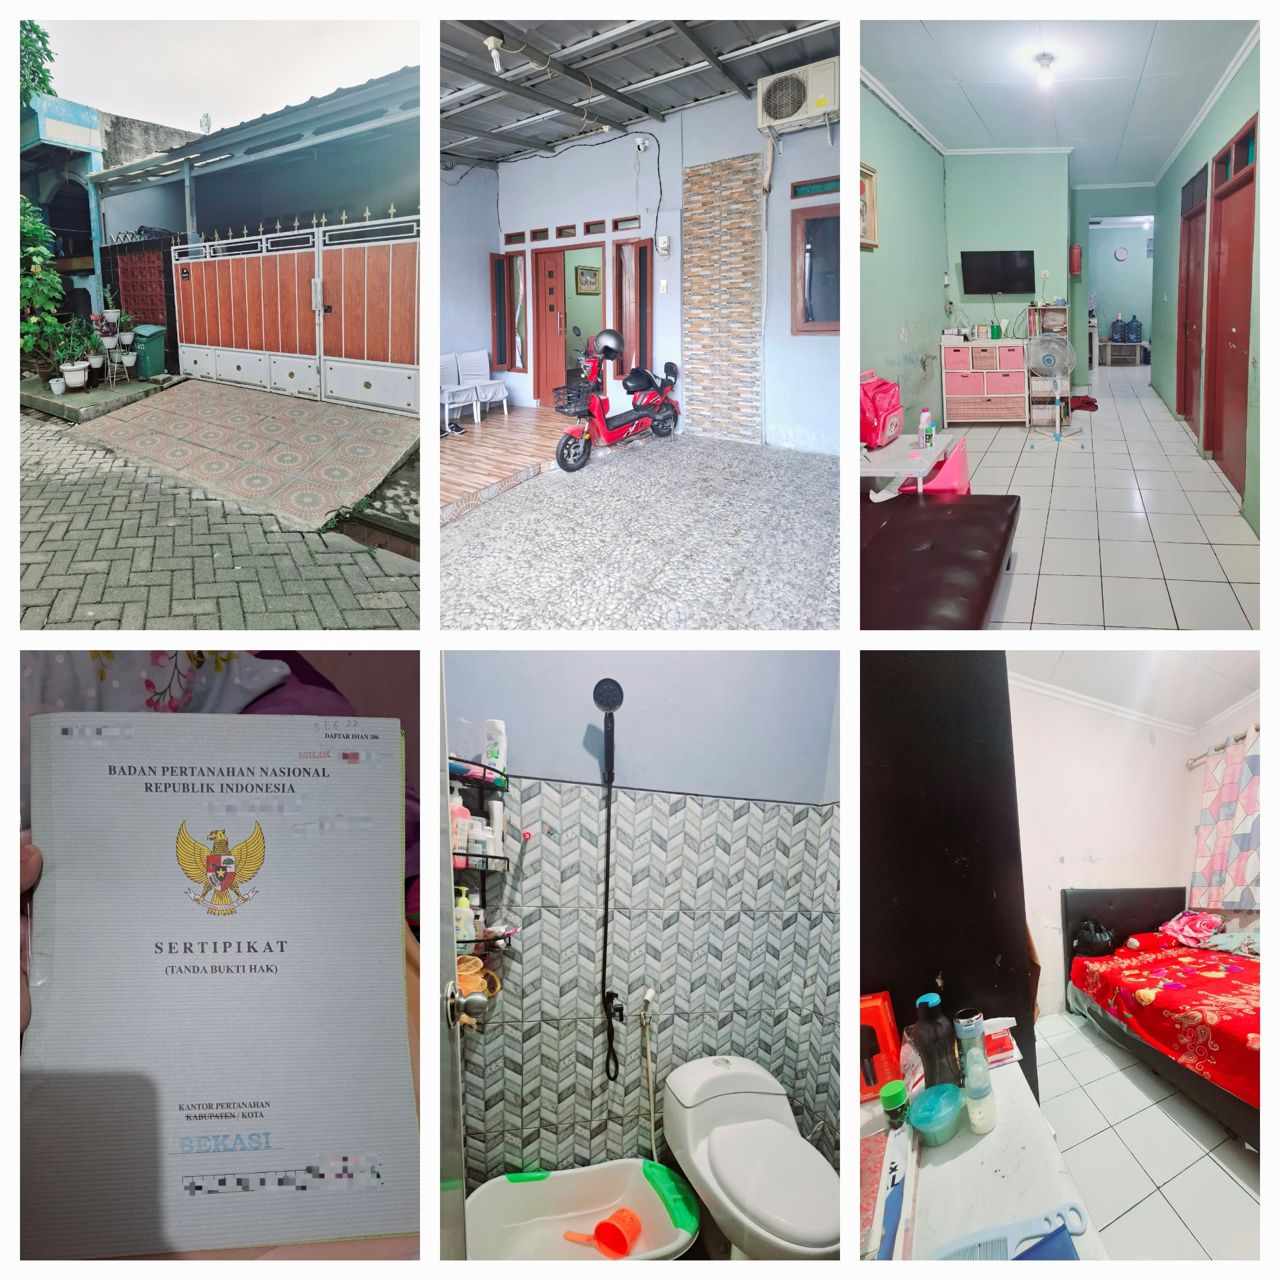 DAFTAR ISIAN 206
MILIK
BADAN PERTANAHAN NASIONAL
REPUBLIK INDONESIA
SERTIPIKAT
(TANDA BUKTI HAK)
KANTOR PERTANAHAN
KABUPATEN / KOTA
BEKASI